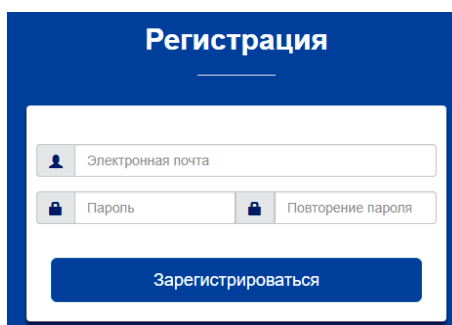 Регистрация
Электронная почта
Пароль Повторение пароля
Зарегистрироваться